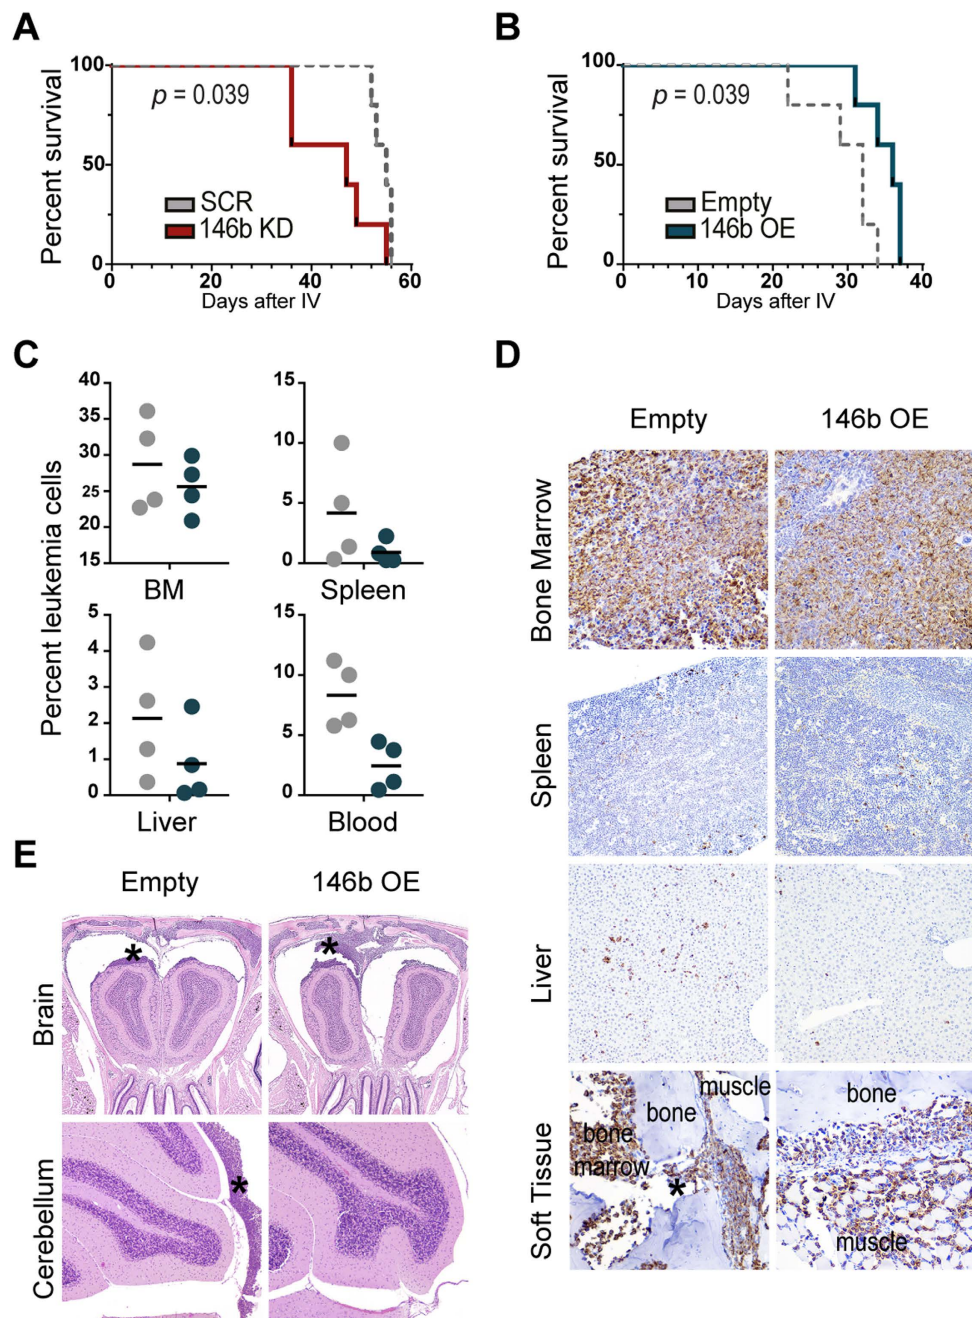 A
Percent survival
100
50
0
p = 0.039
SCR
146b KD
0 20 40 60
Days after IV
B
Percent survival
100
50
0
p = 0.039
Empty
146b OE
0 10 20 30 40
Days after IV
C
Percent leukemia cells
40
35
30
25
20
15
BM
15
10
5
0
Spleen
5
4
3
2
1
0
Liver
15
10
5
0
Blood
D
Empty 146b OE
Bone Marrow
Spleen
Liver
Soft Tissue
muscle
bone
bone
marrow
*
bone
muscle
E
Empty 146b OE
Brain
*
*
Cerebellum
*